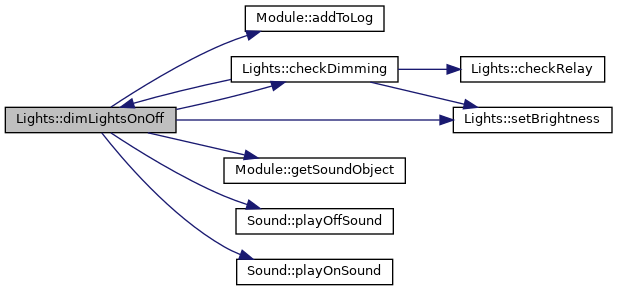 Module::addToLog
Lights::checkDimming
Lights::checkRelay
Lights::dimLightsOnOff
Lights::setBrightness
Module::getSoundObject
Sound::playOffSound
Sound::playOnSound